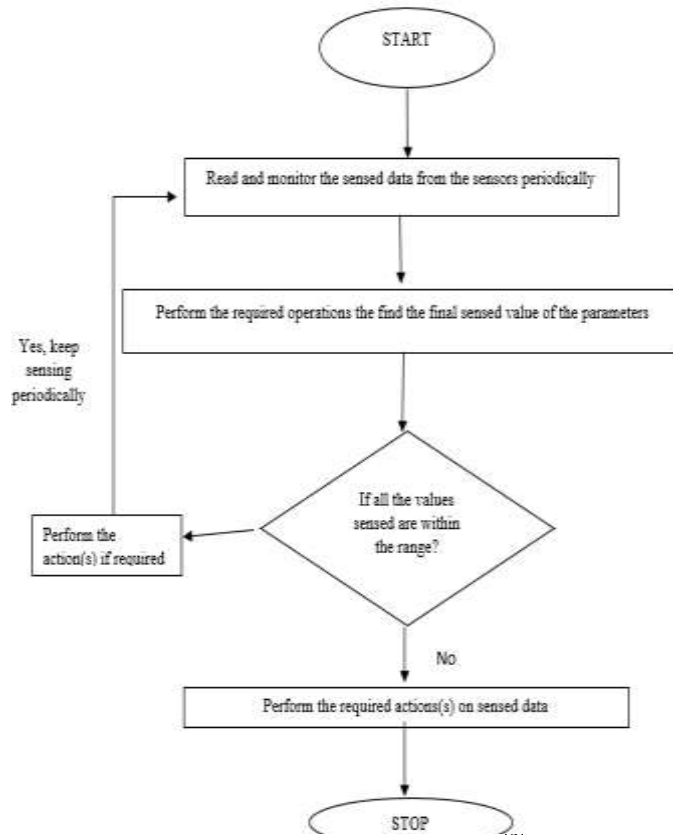 START
Read and monitor the sensed data from the sensors periodically
Perform the required operations the find the final sensed value of the parameters
Yes, keep
sensing
periodically
If all the values
sensed are within
the range?
Perform the
action(s) if required
No
Perform the required actions(s) on sensed data
STOP